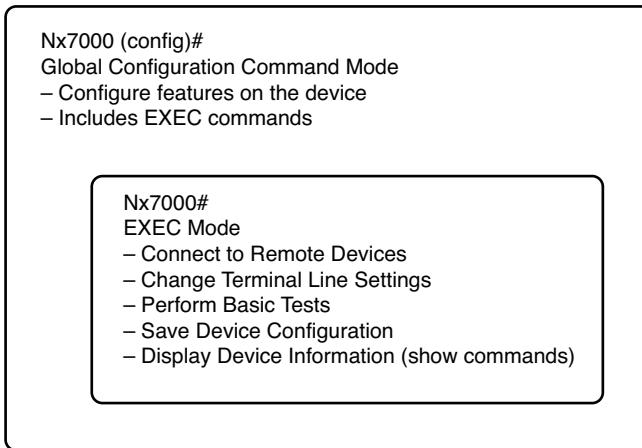 Nx7000 (config)#
Global Configuration Command Mode
– Configure features on the device
– Includes EXEC commands
Nx7000#
EXEC Mode
– Connect to Remote Devices
– Change Terminal Line Settings
– Perform Basic Tests
– Save Device Configuration
– Display Device Information (show commands)